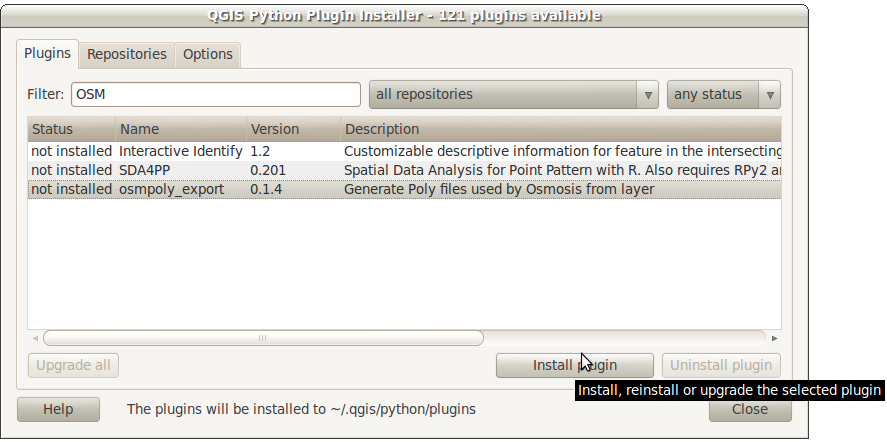 QGIS Python Plugin Installer - 121 plugins available
Plugins Repositories Options
Filter: OSM all repositories any status
Status Name Version Description
not installed Interactive Identify 1.2 Customizable descriptive information for feature in the intersecting
not installed SDA4PP 0.201 Spatial Data Analysis for Point Pattern with R. Also requires RPy2
not installed osmpoly_export 0.1.4 Generate Poly files used by Osmosis from layer
Upgrade all Install plugin Uninstall plugin
Install, reinstall or upgrade the selected plugin
Help The plugins will be installed to ~/.qgis/python/plugins Close